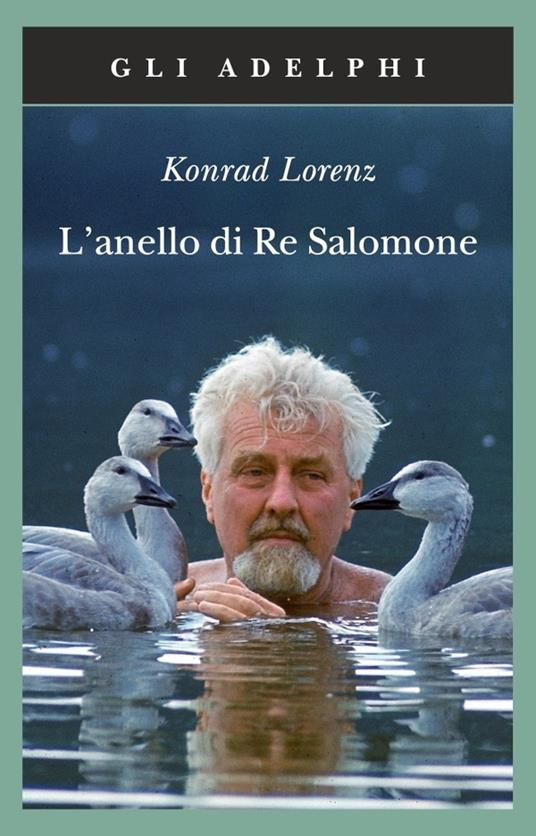 GLI ADELPHI
Konrad Lorenz
L’anello di Re Salomone